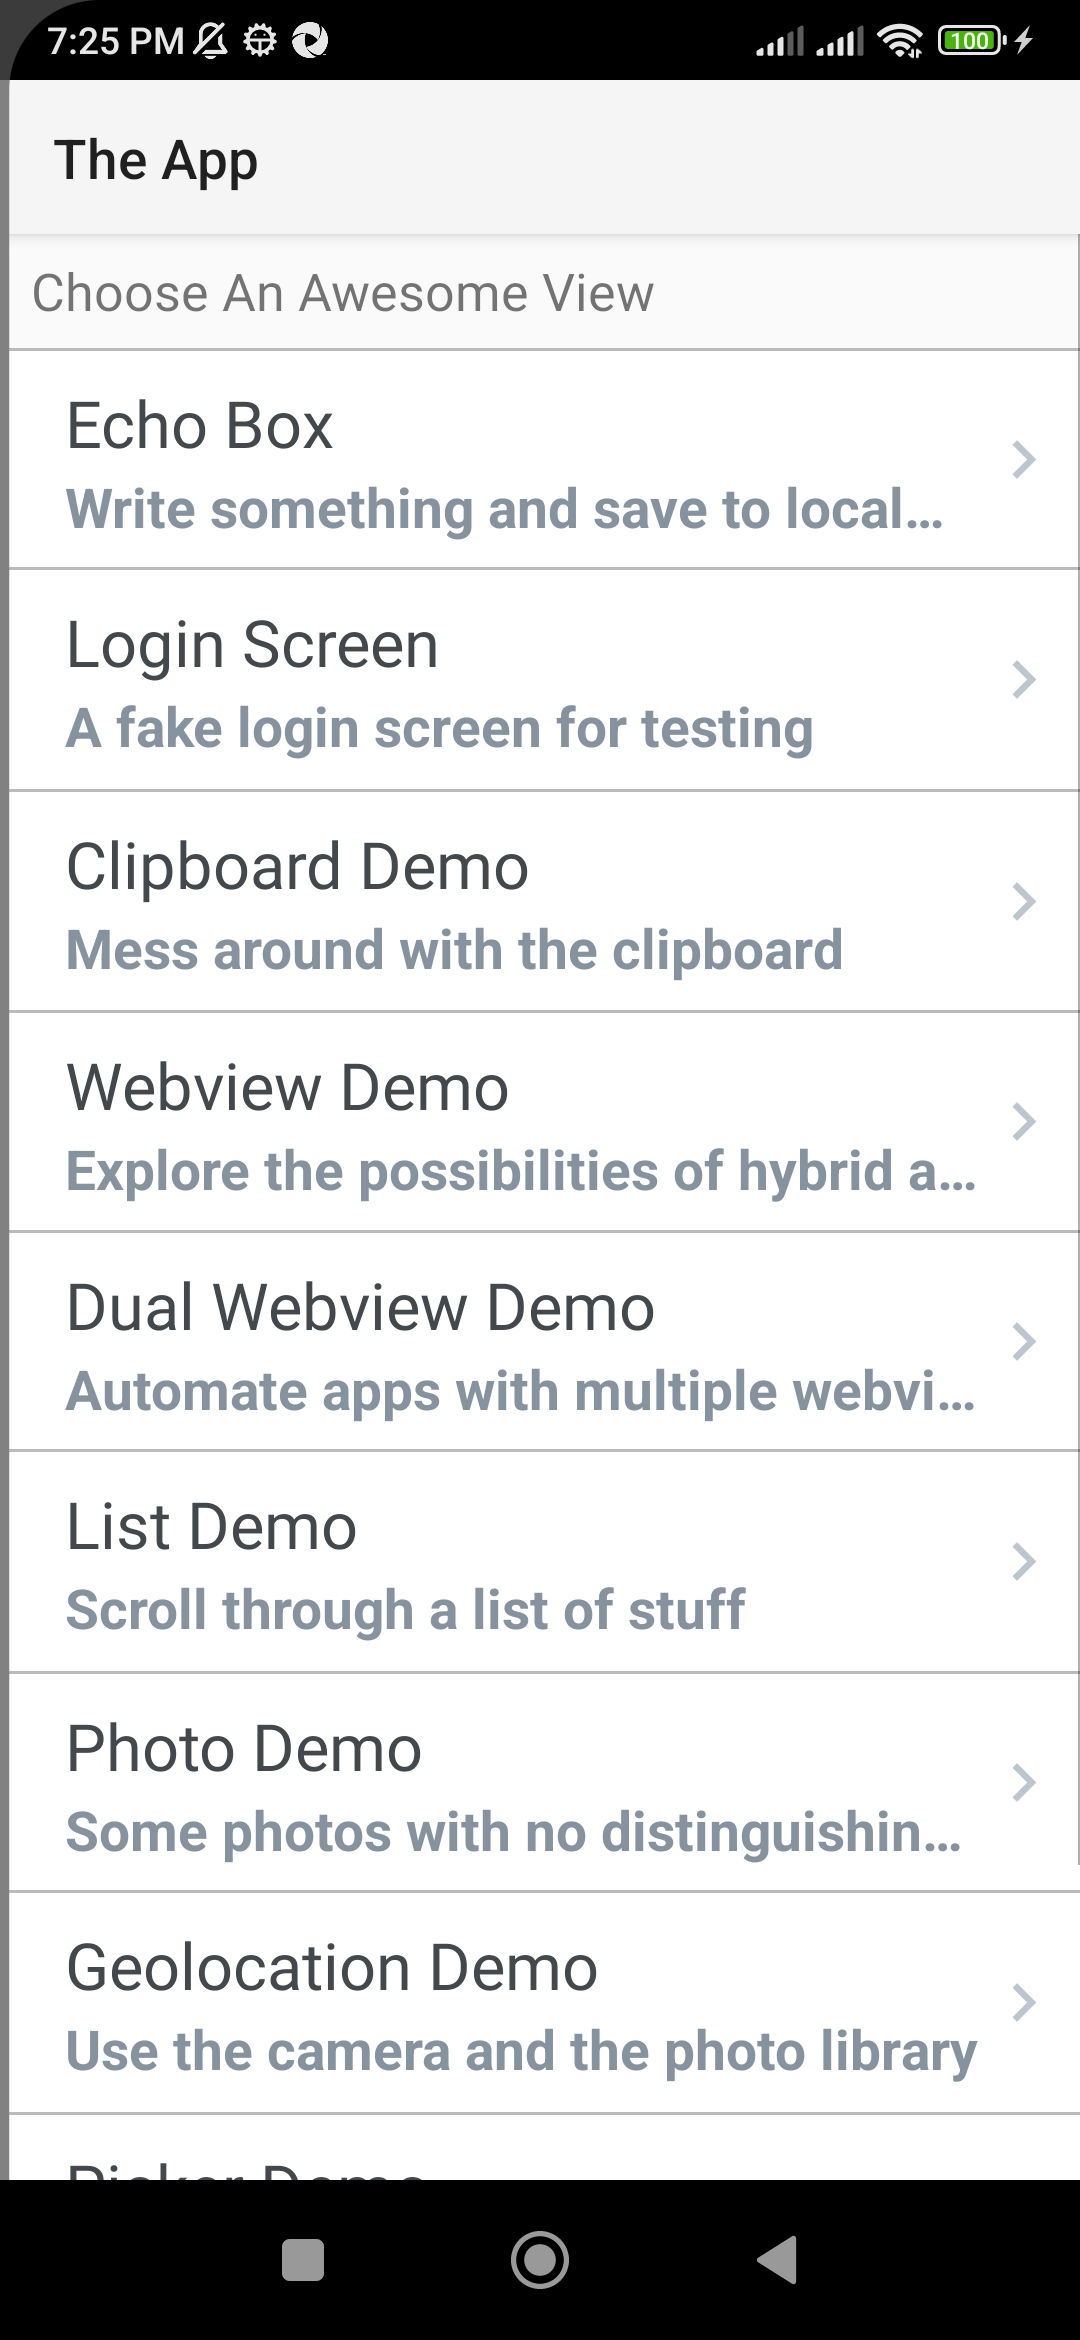 7:25 PM
100
The App
Choose An Awesome View
Echo Box
Write something and save to local...
Login Screen
A fake login screen for testing
Clipboard Demo
Mess around with the clipboard
Webview Demo
Explore the possibilities of hybrid a...
Dual Webview Demo
Automate apps with multiple webvi...
List Demo
Scroll through a list of stuff
Photo Demo
Some photos with no distinguishin...
Geolocation Demo
Use the camera and the photo library
Picker Demo